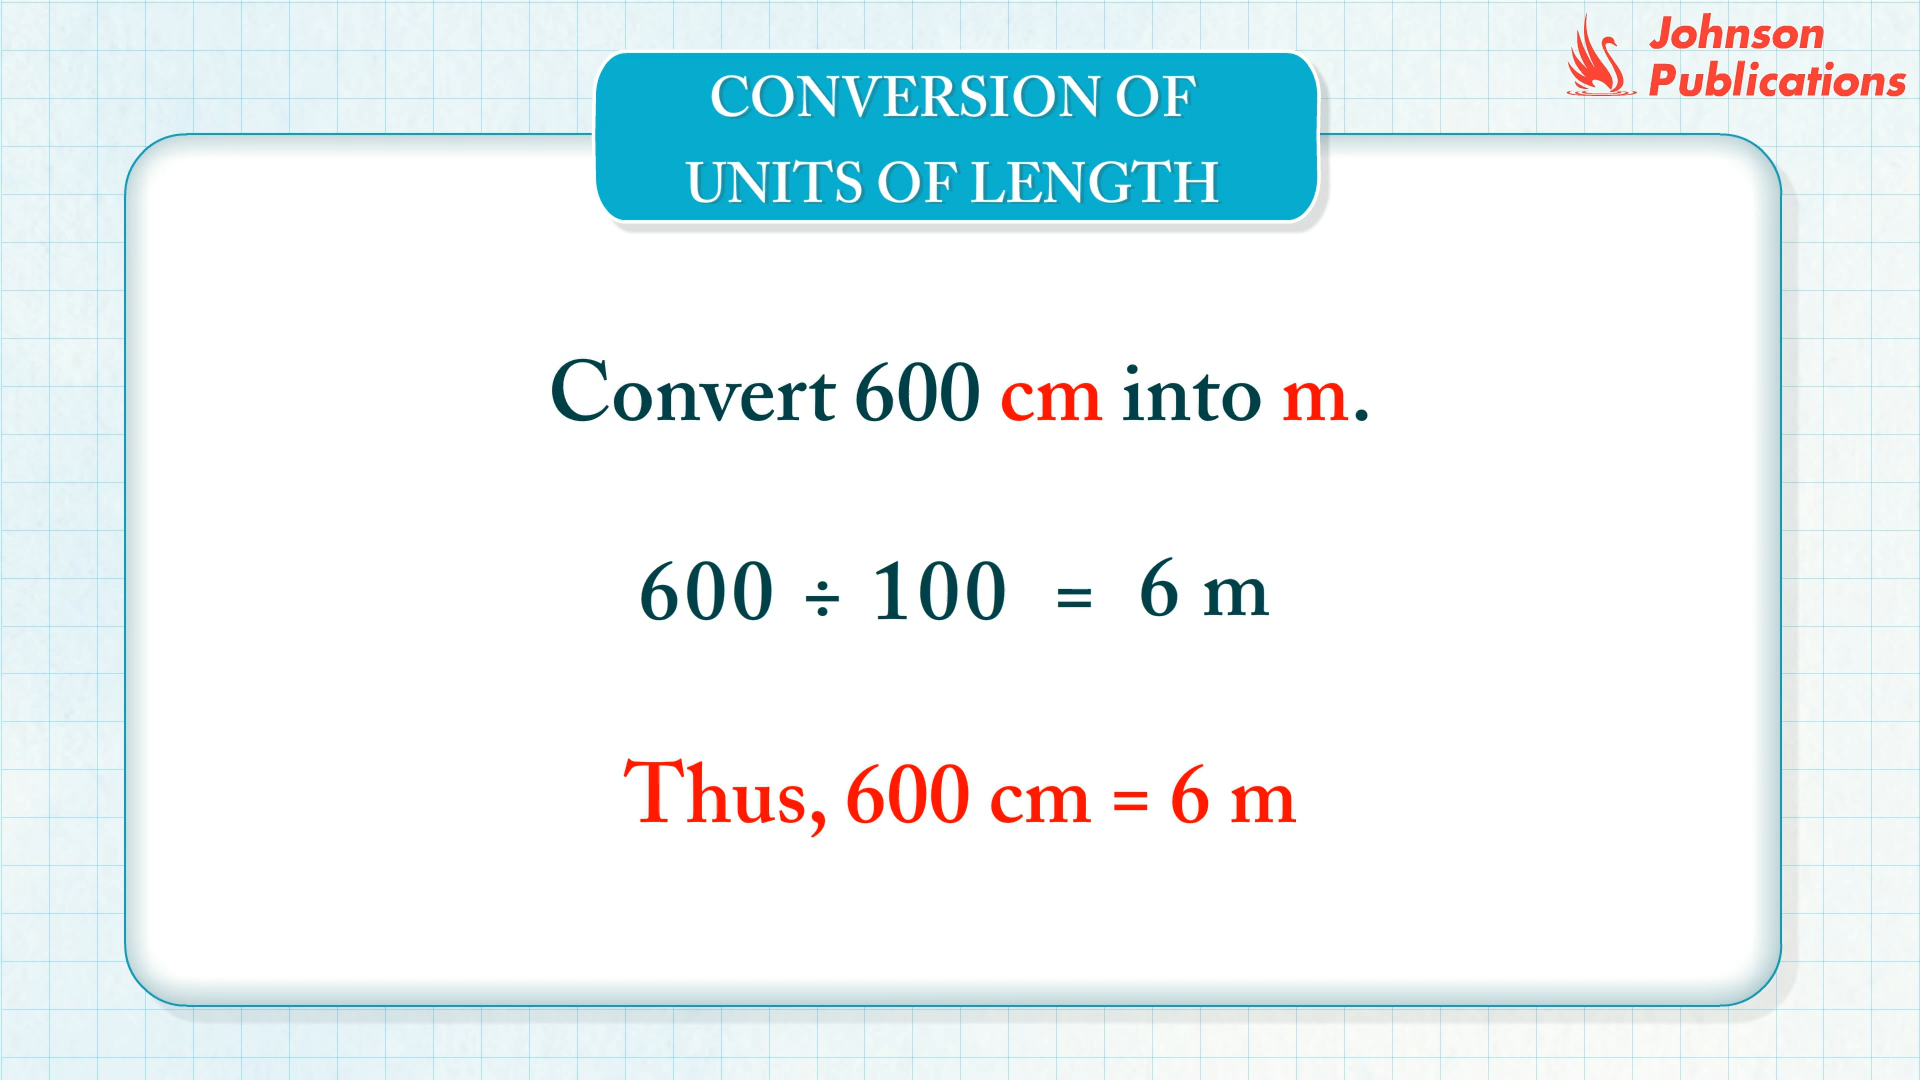 Johnson
Publications
CONVERSION OF
UNITS OF LENGTH
Convert 600 cm into m.
600 ÷ 100 = 6 m
Thus, 600 cm = 6 m